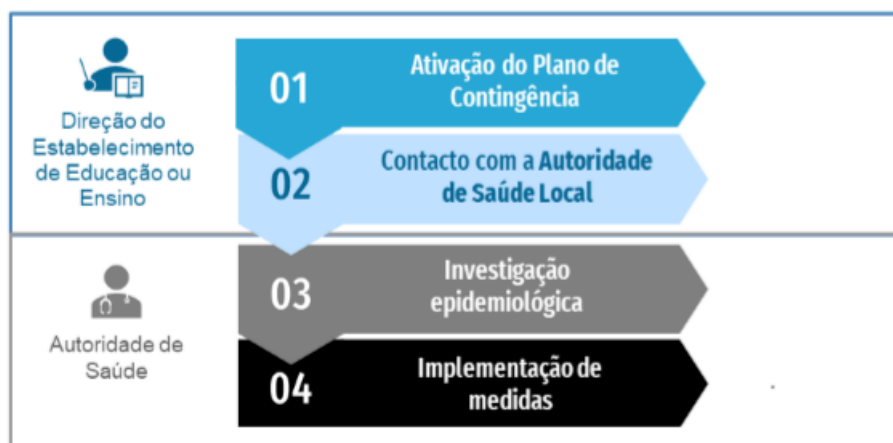 Direção do
Estabelecimento
de Educação ou
Ensino
01
Ativação do Plano de
Contingência
02
Contacto com a Autoridade
de Saúde Local
Autoridade de
Saúde
03
Investigação
epidemiológica
04
Implementação de
medidas